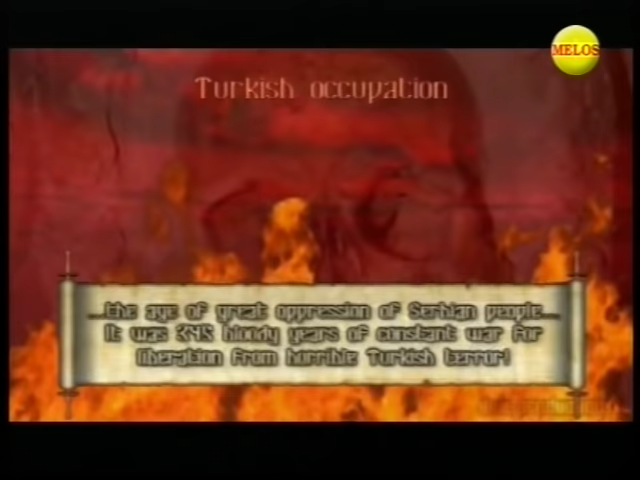 MELOS
Turkish occupation
...the age of great oppression of Serbian people...
It was 345 bloody years of constant war for
liberation from horrible Turkish terror!